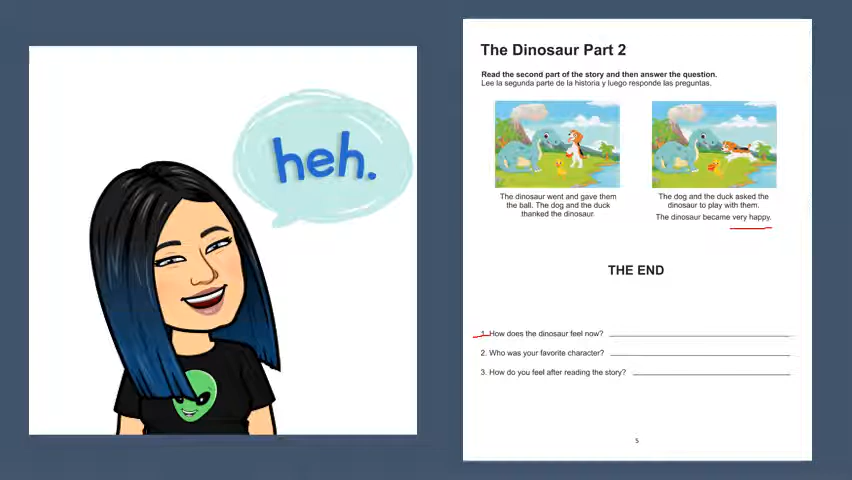 heh.
The Dinosaur Part 2
Read the second part of the story and then answer the question.
Lee la segunda parte de la historia y luego responde las preguntas.
The dinosaur went and gave them
the ball. The dog and the duck
thanked the dinosaur.
The dog and the duck asked the
dinosaur to play with them.
The dinosaur became very happy.
THE END
1. How does the dinosaur feel now?
2. Who was your favorite character?
3. How do you feel after reading the story?
5